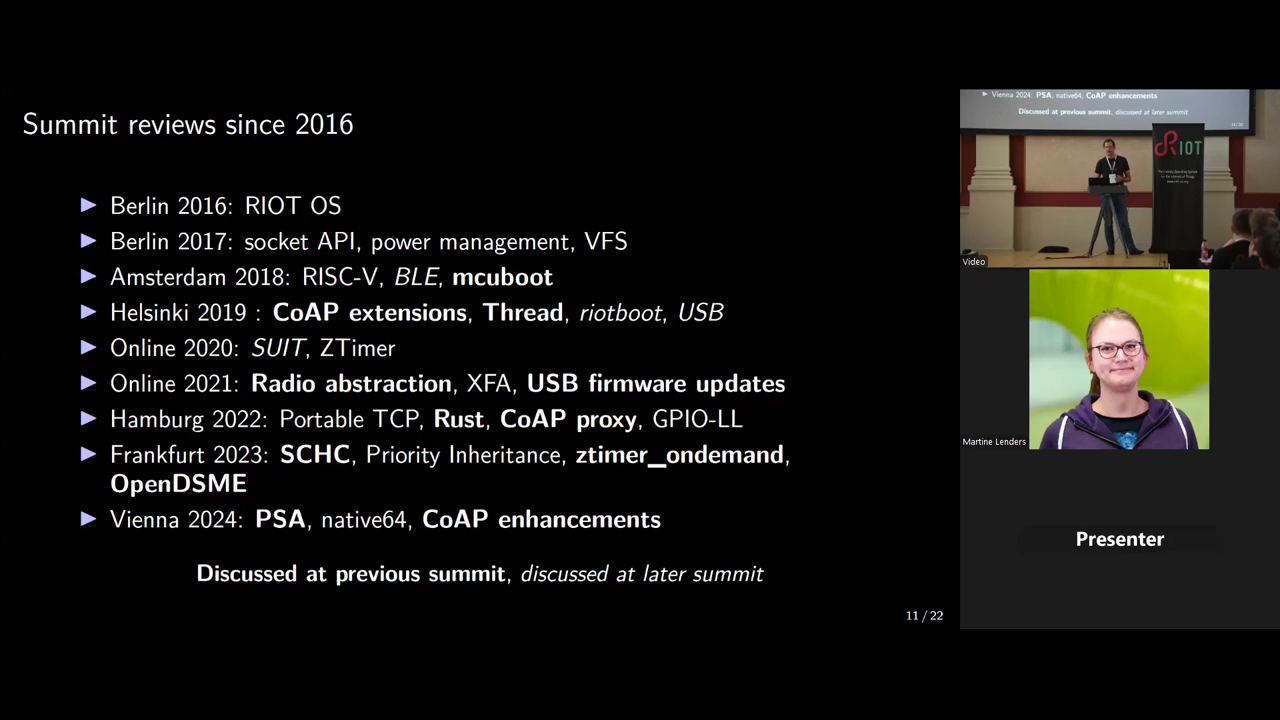 Summit reviews since 2016
▶ Berlin 2016: RIOT OS
▶ Berlin 2017: socket API, power management, VFS
▶ Amsterdam 2018: RISC-V, BLE, mcuboot
▶ Helsinki 2019 : CoAP extensions, Thread, riotboot, USB
▶ Online 2020: SUIT, ZTimer
▶ Online 2021: Radio abstraction, XFA, USB firmware updates
▶ Hamburg 2022: Portable TCP, Rust, CoAP proxy, GPIO-LL
▶ Frankfurt 2023: SCHC, Priority Inheritance, ztimer_ondemand,
OpenDSME
▶ Vienna 2024: PSA, native64, CoAP enhancements
Discussed at previous summit, discussed at later summit
11 / 22
▶ Vienna 2024: PSA, native64, CoAP enhancements
Discussed at previous summit, discussed at later summit
11 / 22
RIOT
Video
Martine Lenders
Presenter